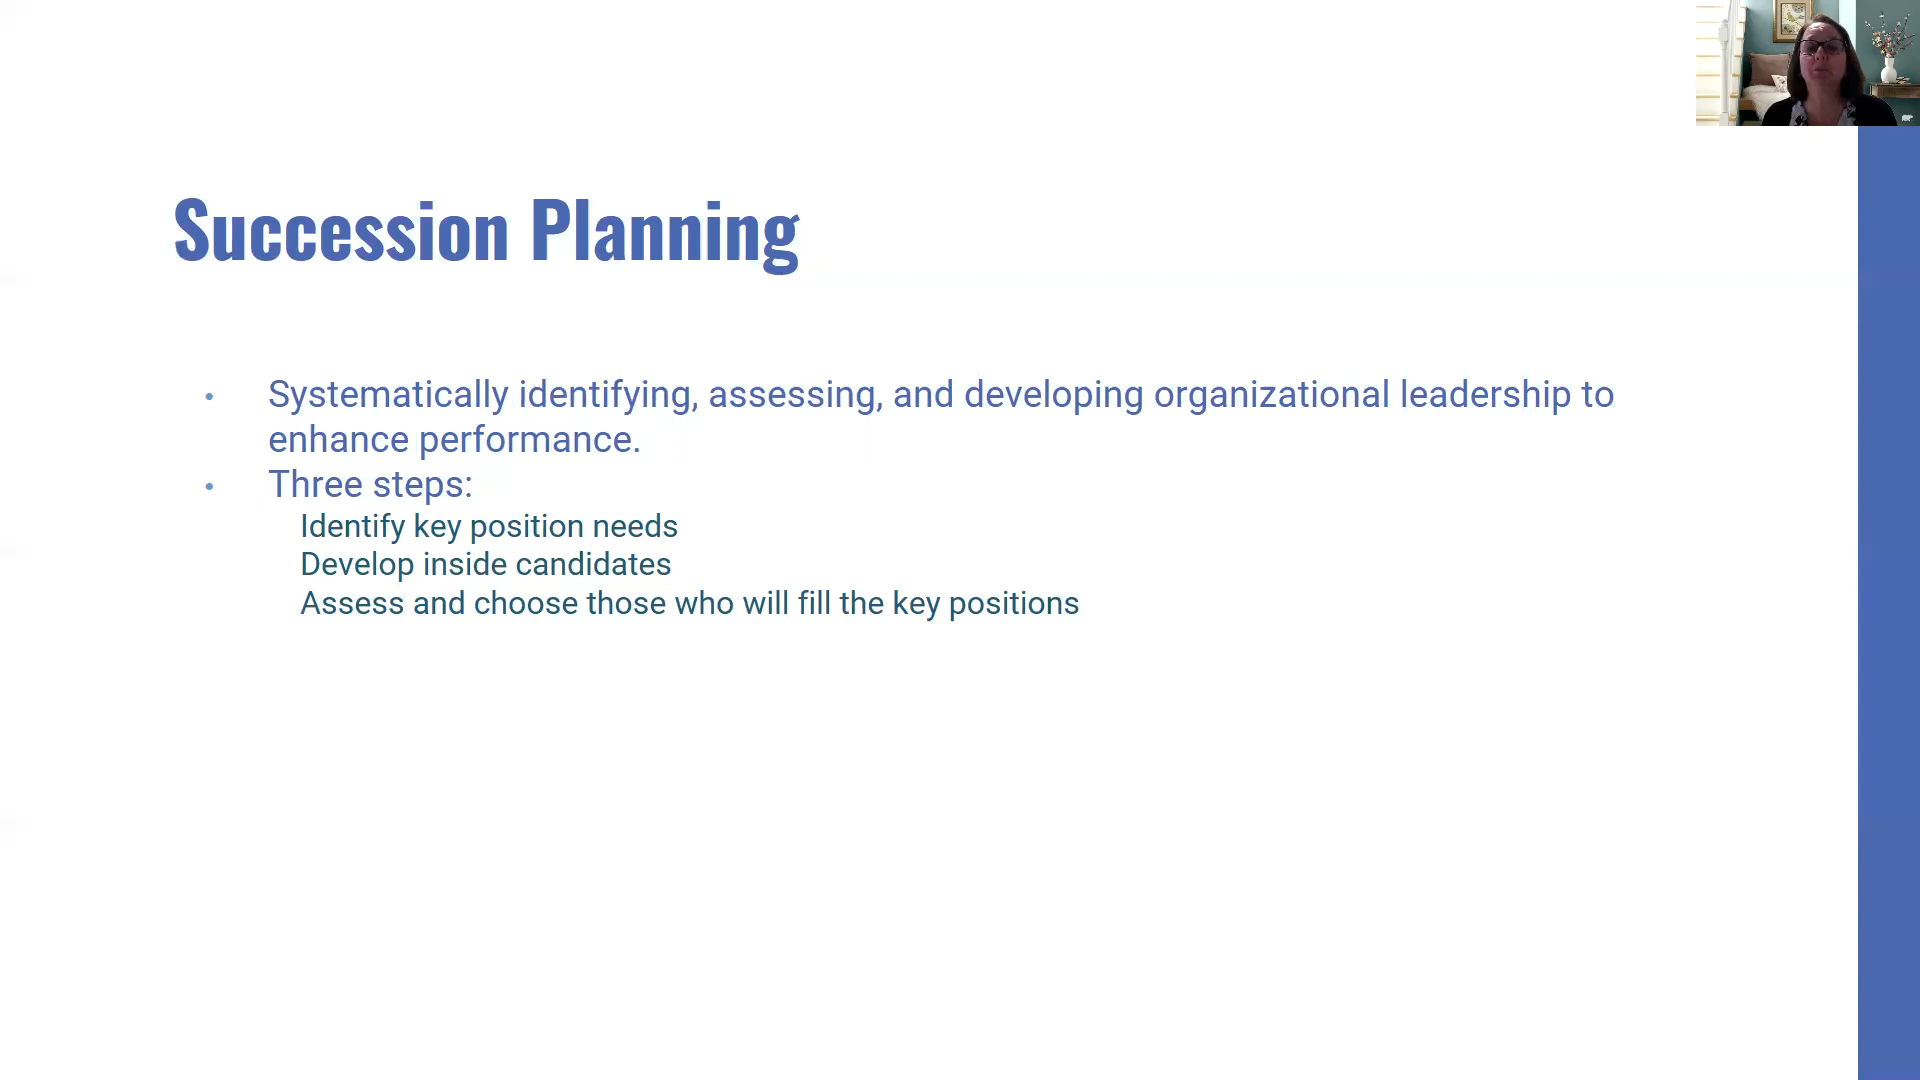 Succession Planning
• Systematically identifying, assessing, and developing organizational leadership to
enhance performance.
• Three steps:
Identify key position needs
Develop inside candidates
Assess and choose those who will fill the key positions